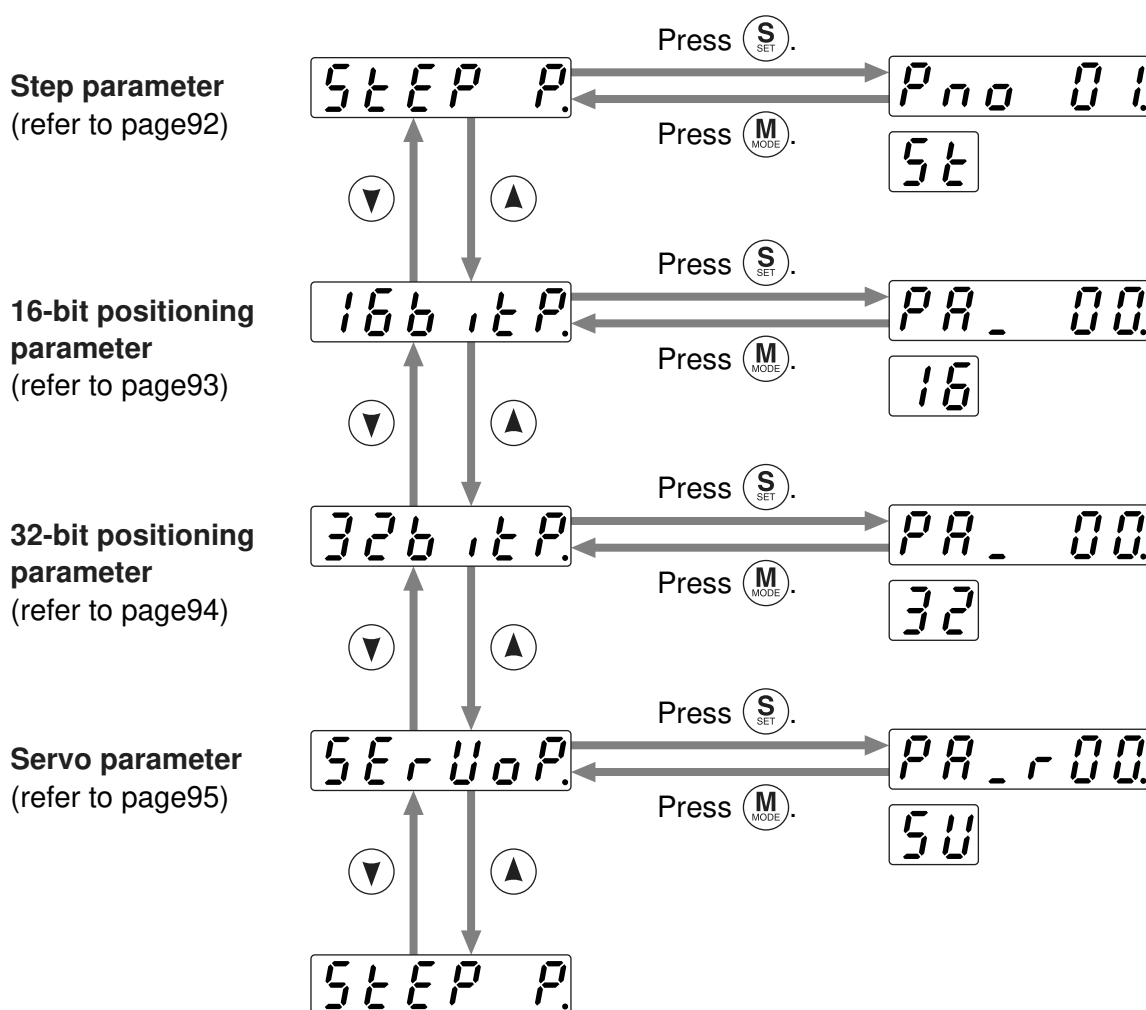 Press S SET .
Step parameter
(refer to page92)
StEP P.
Pno 01.
Press M MODE .
St
▼ ▲
Press S SET .
16-bit positioning
parameter
(refer to page93)
16bitP.
PA_ 00.
Press M MODE .
16
▼ ▲
Press S SET .
32-bit positioning
parameter
(refer to page94)
32bitP.
PA_ 00.
Press M MODE .
32
▼ ▲
Press S SET .
Servo parameter
(refer to page95)
SErUoP.
PA_r00.
Press M MODE .
SU
▼ ▲
StEP P.